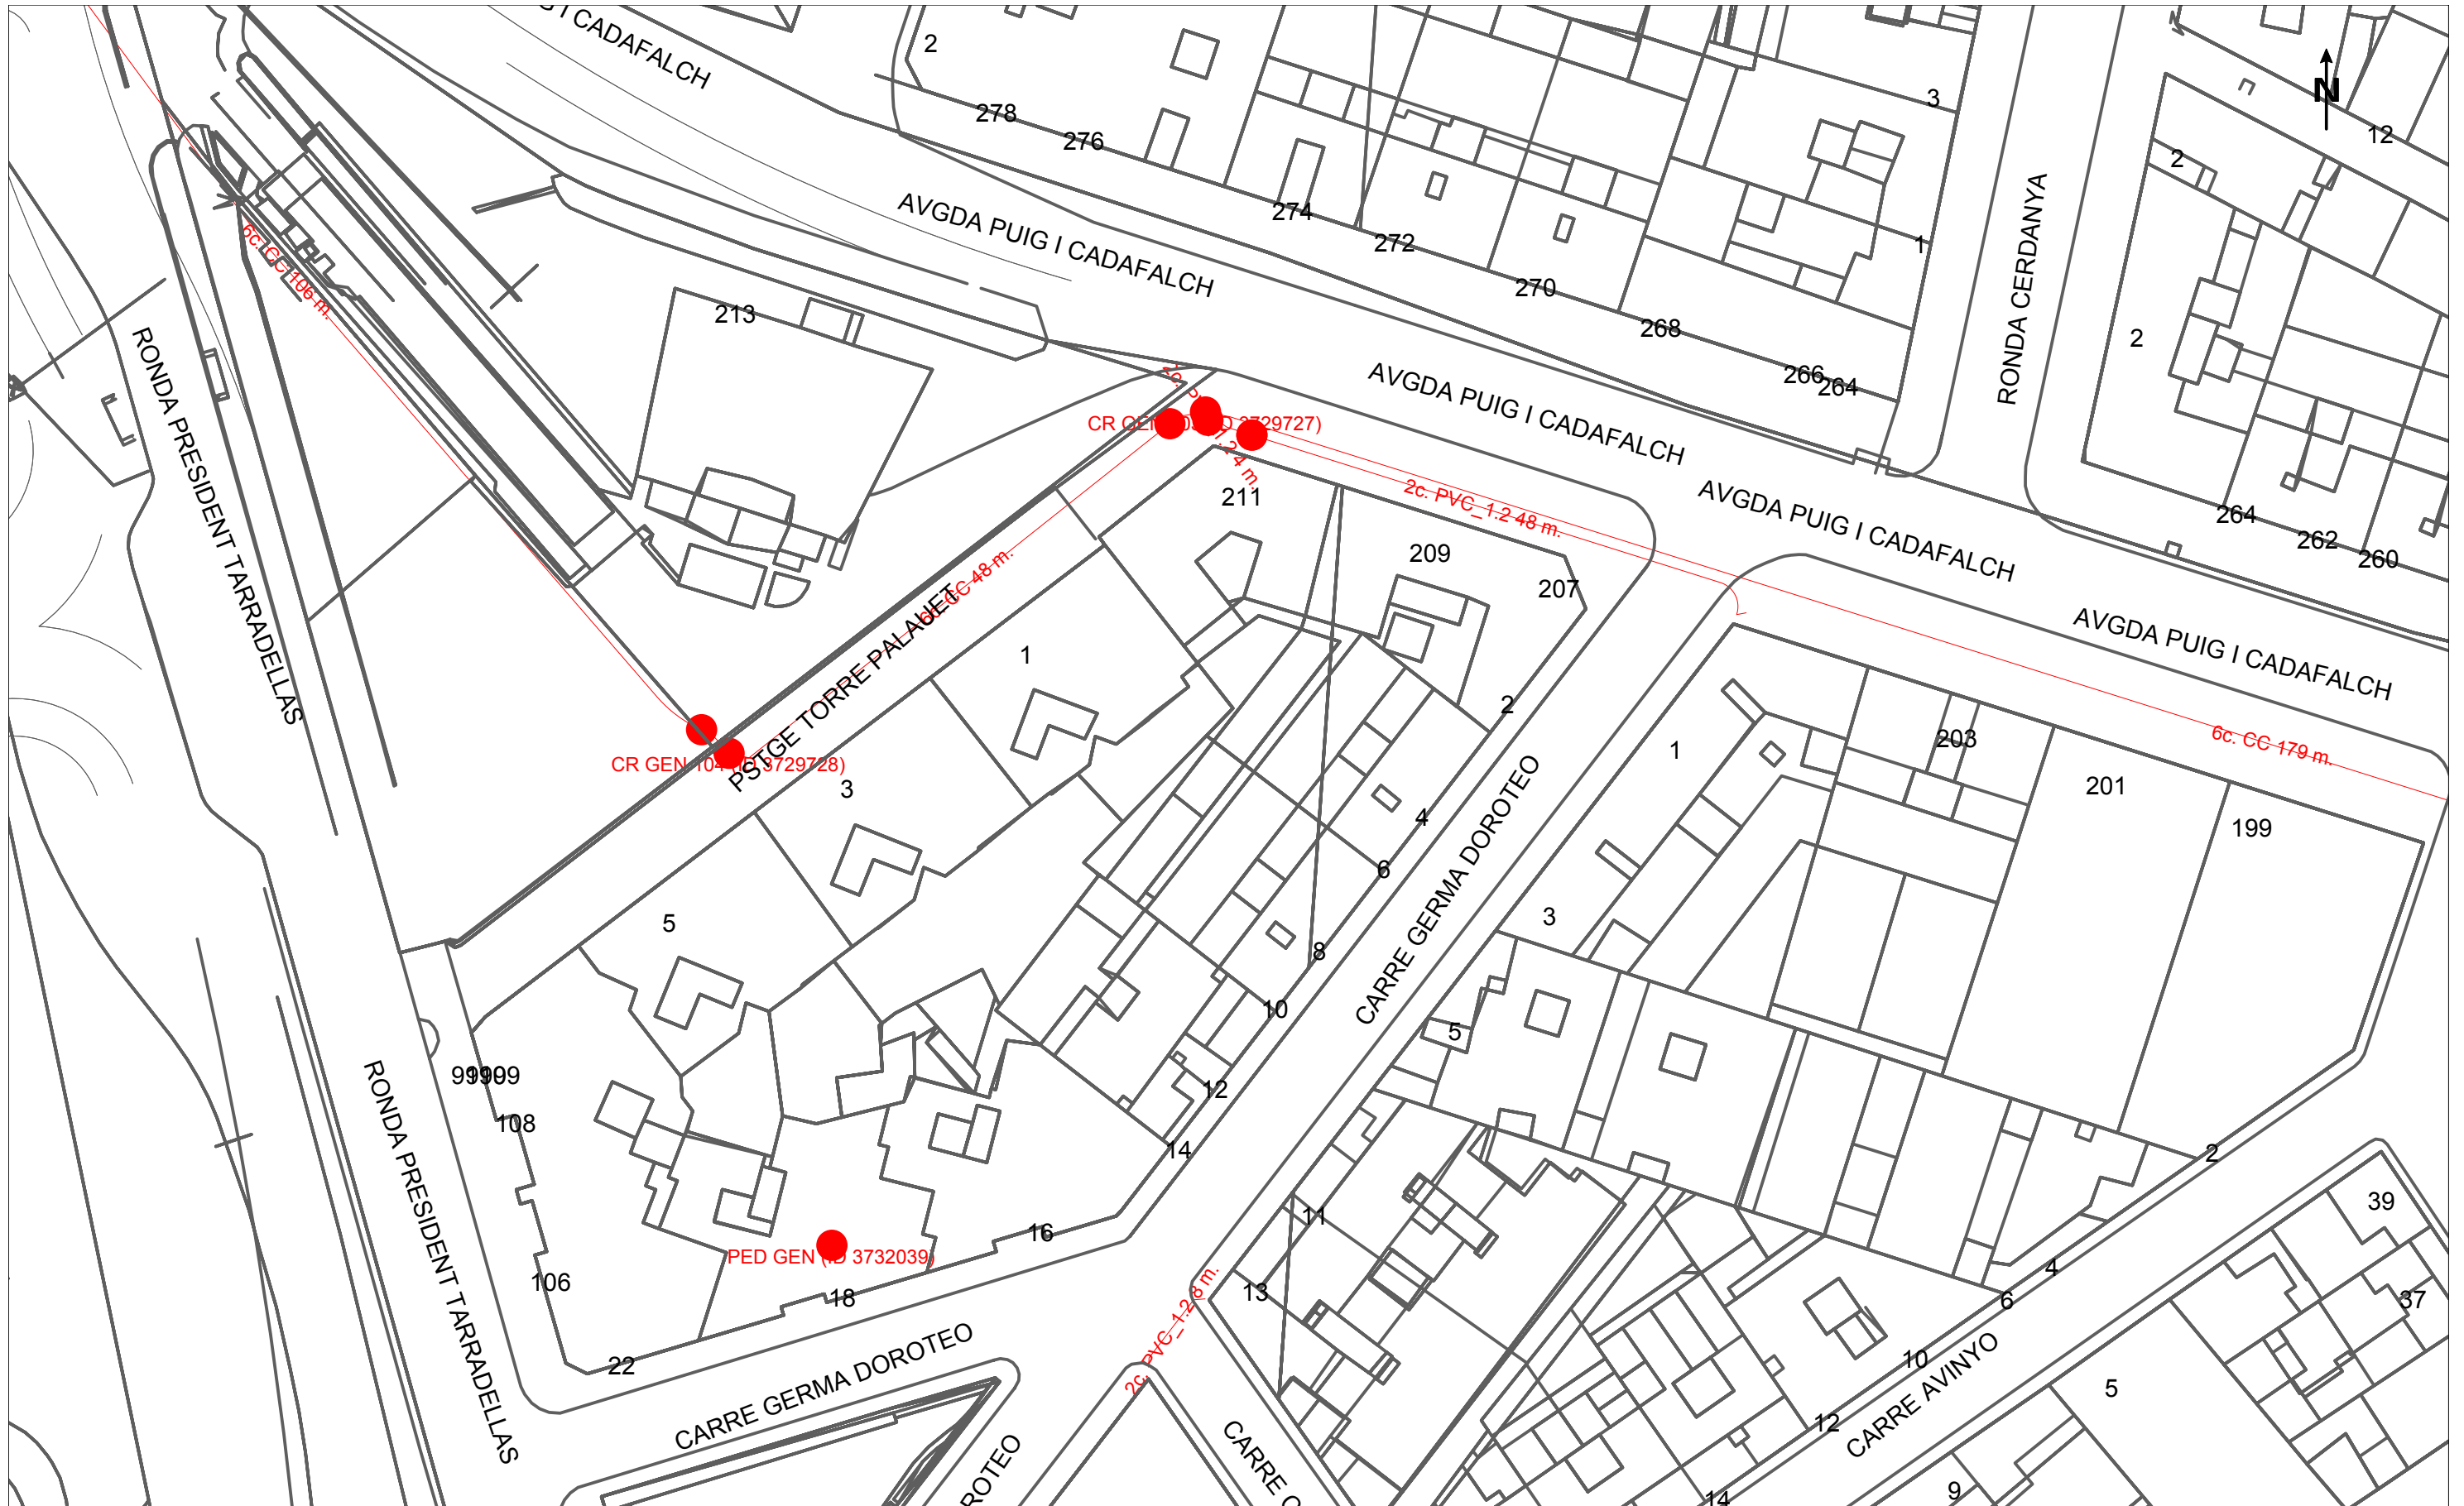 G I CADAFALCH
2
278
276
274
272
270
268
266
264
3
1
N
12
2
2
264
262
260
AVGDA PUIG I CADAFALCH
RONDA CERDANYA
AVGDA PUIG I CADAFALCH
AVGDA PUIG I CADAFALCH
AVGDA PUIG I CADAFALCH
6c. CC 106 m.
RONDA PRESIDENT TARRADELLAS
213
2c. PVC_1.2 48 m.
6c. CC 48 m.
PSTGE TORRE PALAUET
CR GEN 104 (ID 3729728)
211
209
207
1
3
5
2
4
6
8
10
12
14
16
18
22
106
108
CARRE GERMA DOROTEO
1
3
5
11
13
203
201
199
6c. CC 179 m.
2
4
6
10
12
14
39
37
5
9
CARRE AVINYO
PED GEN (ID 3732039)
2c. PVC_1.2 8 m.
RONDA PRESIDENT TARRADELLAS
CARRE GERMA DOROTEO
ROTEO
CARRE